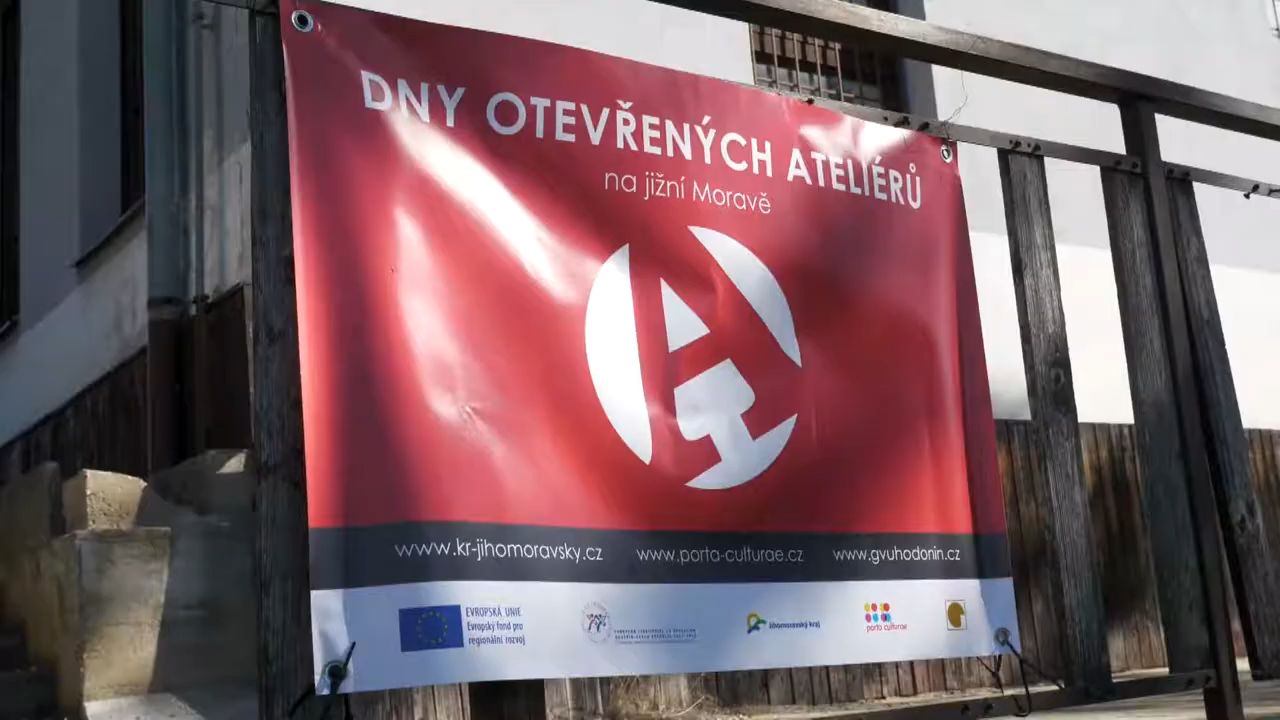 DNY OTEVŘENÝCH ATELIÉRŮ
na jižní Moravě
www.kr-jihomoravsky.cz www.porta-culturae.cz www.gvuhodonin.cz
EVROPSKÁ UNIE
Evropský fond pro
regionální rozvoj
jihomoravský kraj
porta culturae